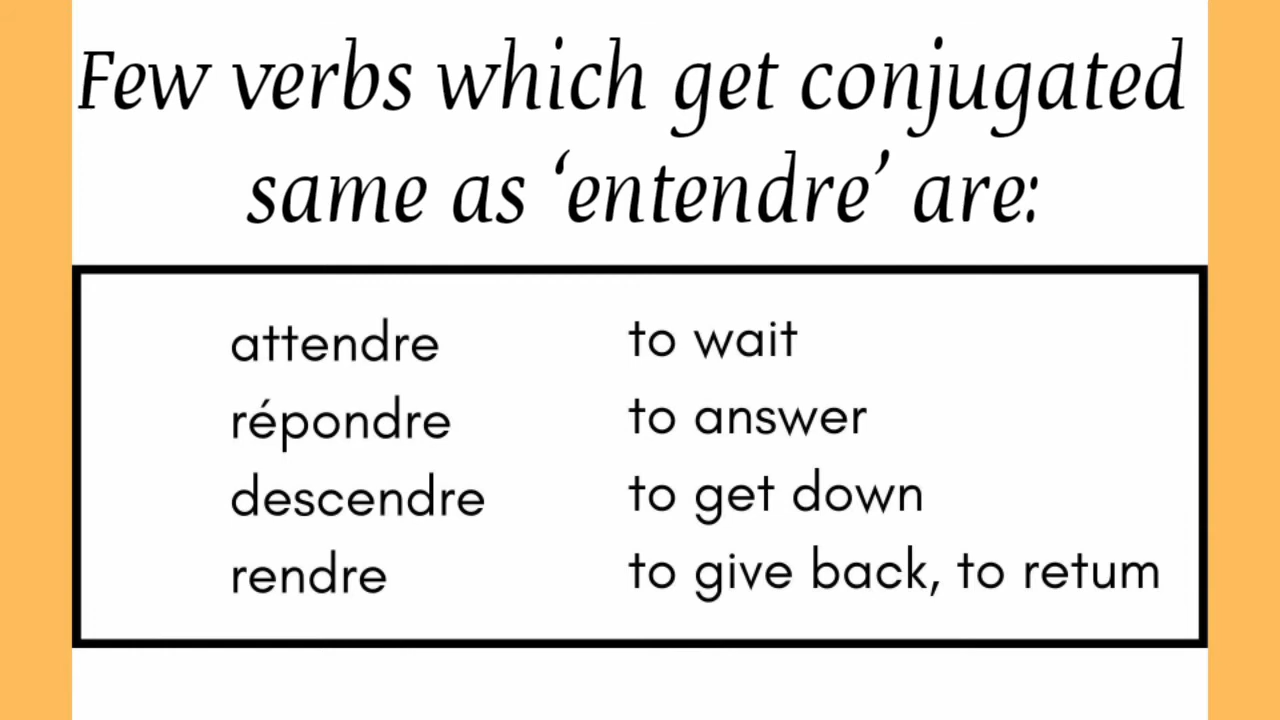 Few verbs which get conjugated
same as ‘entendre’ are:
attendre to wait
répondre to answer
descendre to get down
rendre to give back, to retum